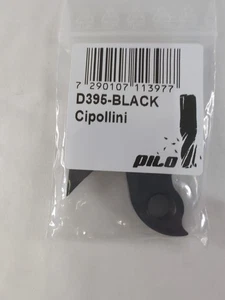 7 290107 113977
D395-BLACK
Cipollini
PILO